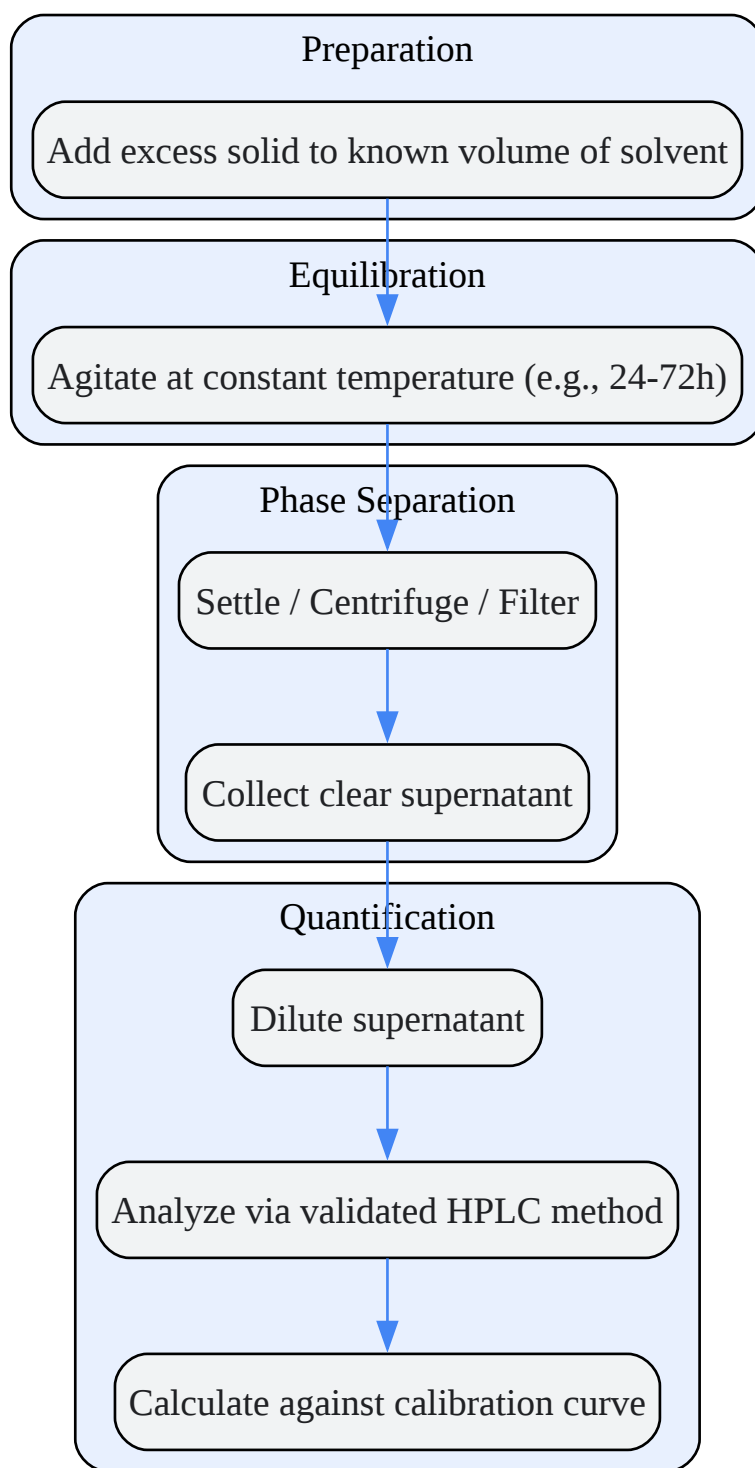 Preparation
Add excess solid to known volume of solvent
Equilibration
Agitate at constant temperature (e.g., 24-72h)
Phase Separation
Settle / Centrifuge / Filter
Collect clear supernatant
Quantification
Dilute supernatant
Analyze via validated HPLC method
Calculate against calibration curve